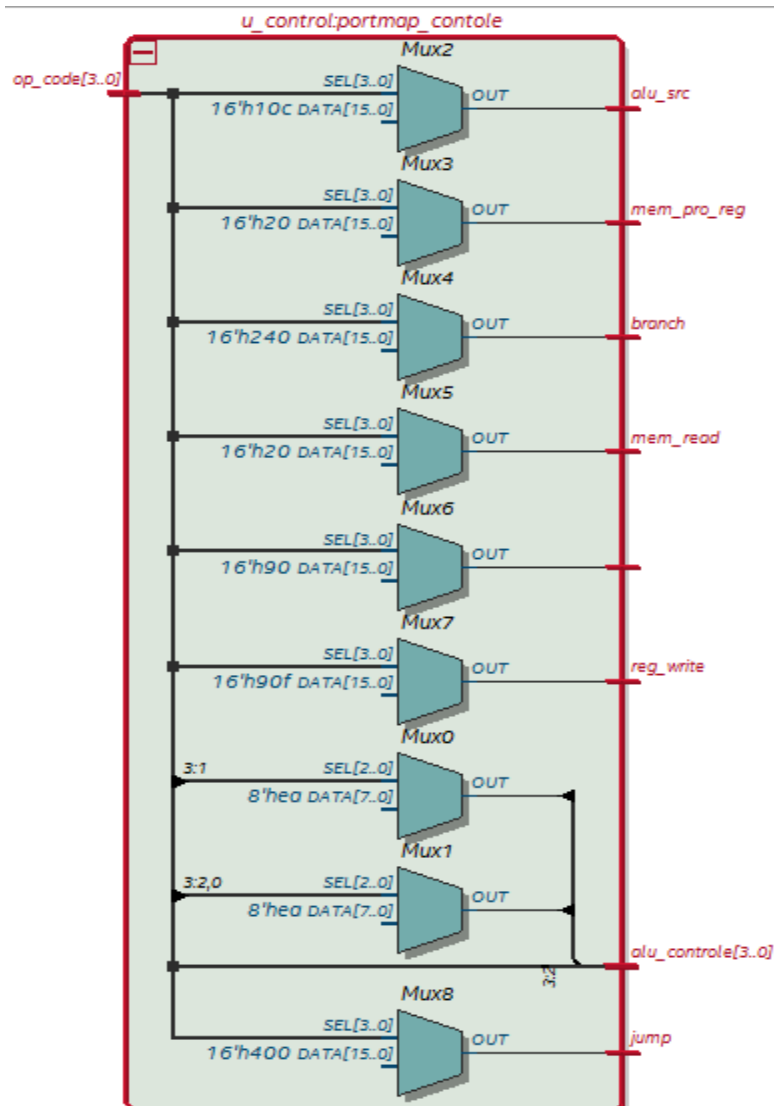 u_control:portmap_contole
Mux2
op_code[3..0]
SEL[3..0]
OUT
alu_src
16'h10c DATA[15..0]
Mux3
SEL[3..0]
OUT
mem_pro_reg
16'h20 DATA[15..0]
Mux4
SEL[3..0]
OUT
branch
16'h240 DATA[15..0]
Mux5
SEL[3..0]
OUT
mem_read
16'h20 DATA[15..0]
Mux6
SEL[3..0]
OUT
16'h90 DATA[15..0]
Mux7
SEL[3..0]
OUT
reg_write
16'h90f DATA[15..0]
Mux0
3:1
SEL[2..0]
OUT
8'hea DATA[7..0]
Mux1
3:2,0
SEL[2..0]
OUT
8'hea DATA[7..0]
alu_controle[3..0]
3:2
Mux8
SEL[3..0]
OUT
jump
16'h400 DATA[15..0]